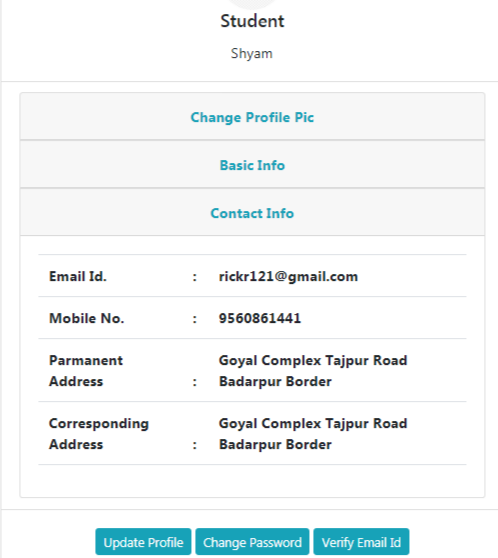 Student
Shyam
Change Profile Pic
Basic Info
Contact Info
Email Id. : rickr121@gmail.com
Mobile No. : 9560861441
Parmanent Goyal Complex Tajpur Road
Address : Badarpur Border
Corresponding Goyal Complex Tajpur Road
Address : Badarpur Border
Update Profile Change Password Verify Email Id